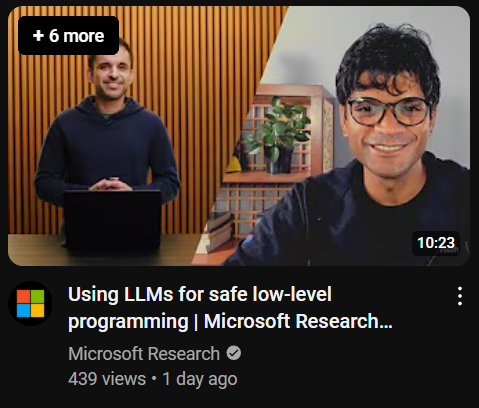 + 6 more
10:23
Using LLMs for safe low-level
programming | Microsoft Research…
Microsoft Research
439 views • 1 day ago